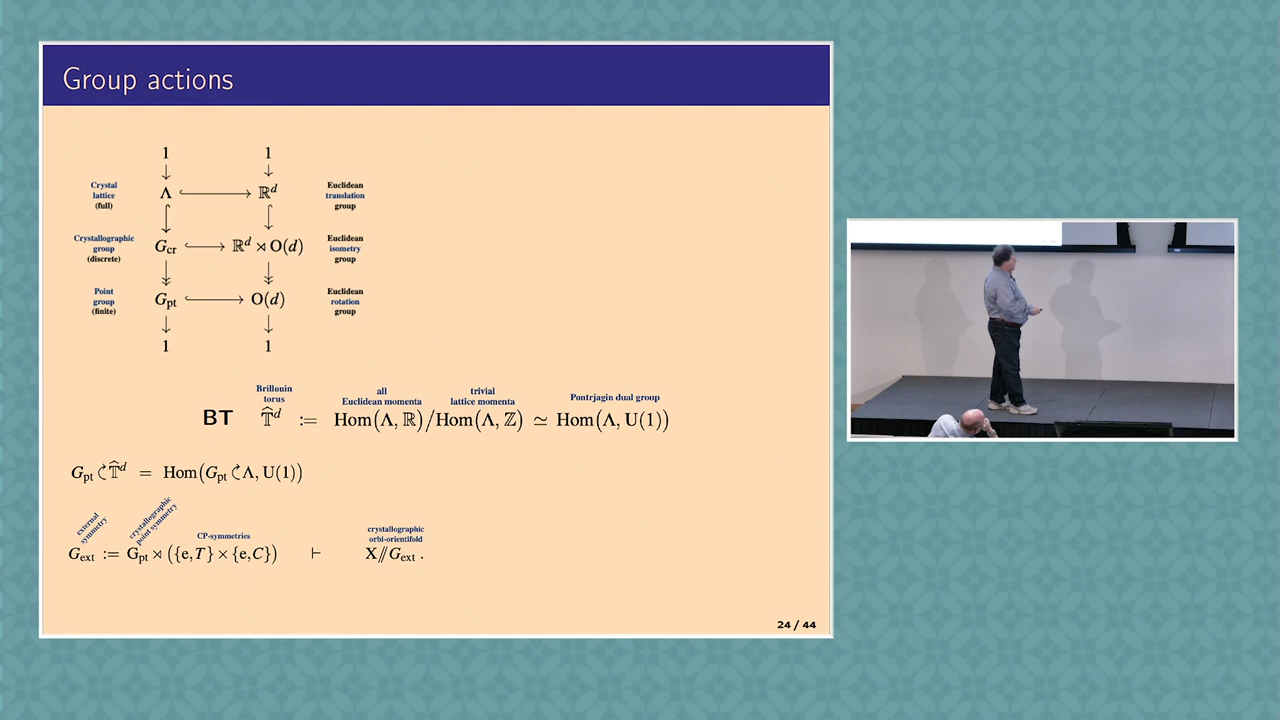 Group actions
1 1
Crystal lattice (full) Λ ℝᵈ Euclidean translation group
Crystallographic group (discrete) G_cr ℝᵈ ⋊ O(d) Euclidean isometry group
Point group (finite) G_pt O(d) Euclidean rotation group
1 1
Brillouin torus
all Euclidean momenta
trivial lattice momenta
Pontrjagin dual group
BT 𝕋̂ᵈ := Hom(Λ, ℝ)/Hom(Λ, ℤ) ≃ Hom(Λ, U(1))
G_pt ⟳ 𝕋̂ᵈ = Hom(G_pt ⟳ Λ, U(1))
external symmetry
crystallographic point symmetry
CP-symmetries
crystallographic orbi-orientifold
G_ext := G_pt ⋊ ({e, T} × {e, C}) ⊢ X⫽G_ext .
24 / 44